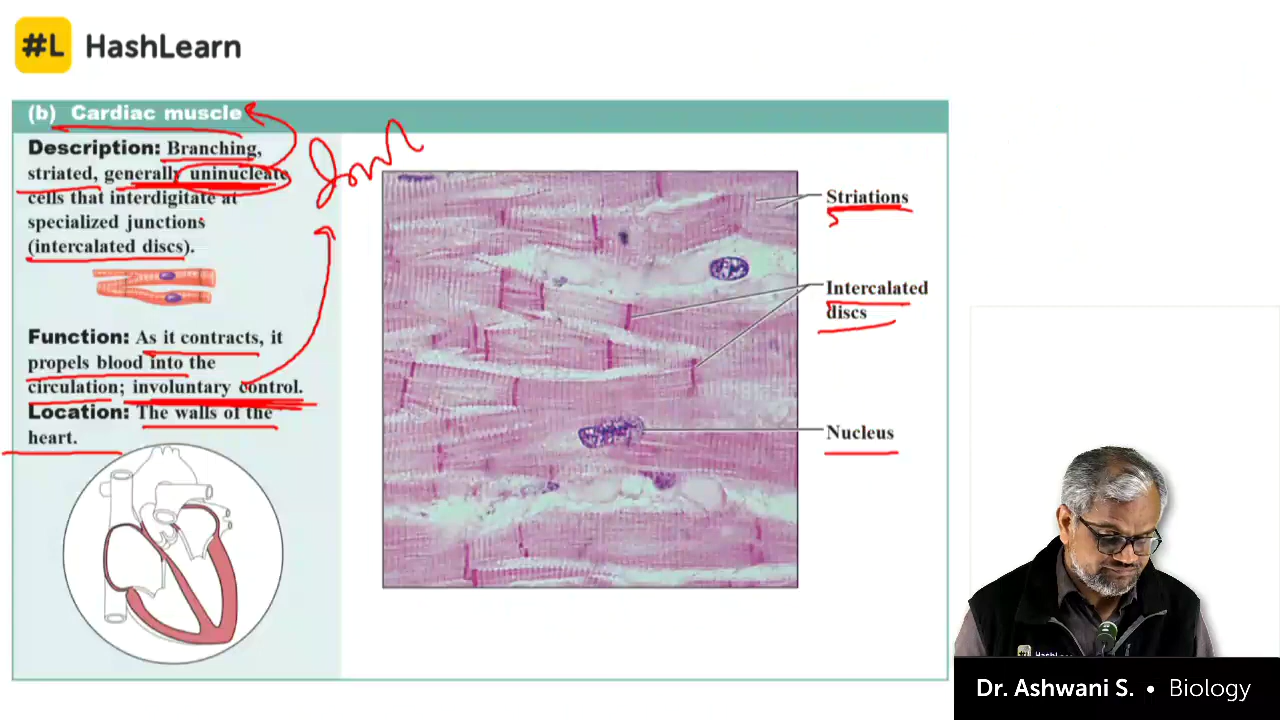 #L HashLearn
(b) Cardiac muscle
Description: Branching,
striated, generally uninucleate
cells that interdigitate at
specialized junctions
(intercalated discs).
Function: As it contracts, it
propels blood into the
circulation; involuntary control.
Location: The walls of the
heart.
Striations
Intercalated
discs
Nucleus
#L HashLearn
Dr. Ashwani S. • Biology